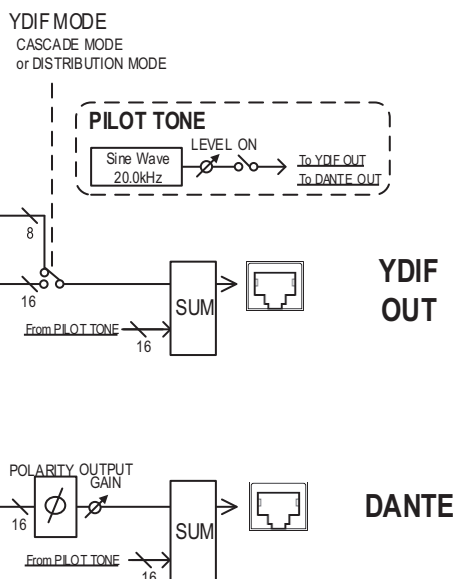 YDIF MODE
CASCADE MODE
or DISTRIBUTION MODE
PILOT TONE
LEVEL ON
Sine Wave
20.0kHz
To YDIF OUT
To DANTE OUT
8
16
SUM
From PILOT TONE
16
YDIF
OUT
POLARITY OUTPUT
GAIN
16
SUM
From PILOT TONE
16
DANTE